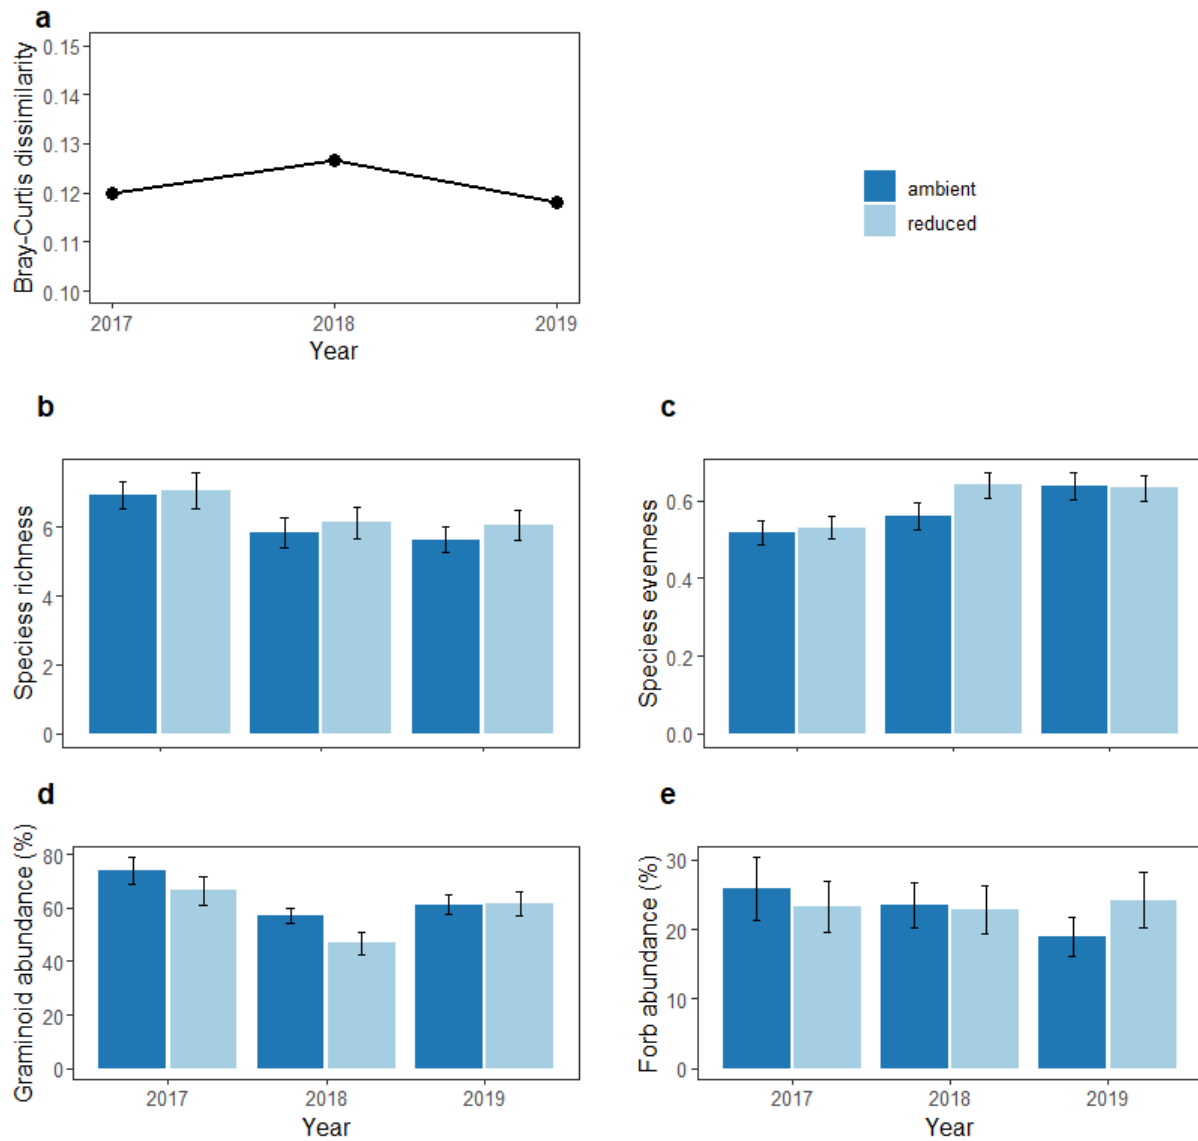 a
Bray-Curtis dissimilarity
0.15
0.14
0.13
0.12
0.11
0.10
2017 2018 2019
Year
ambient
reduced
b
Speciess richness
6
4
2
0
c
Speciess evenness
0.6
0.4
0.2
0.0
d
Graminoid abundance (%)
80
60
40
20
0
2017 2018 2019
Year
e
Forb abundance (%)
30
20
10
0
2017 2018 2019
Year